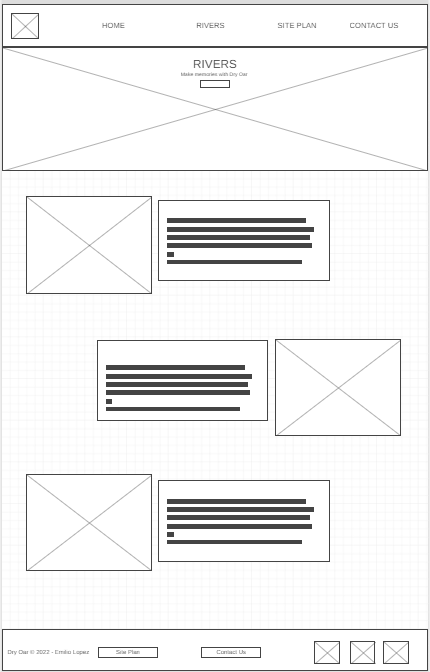 HOME RIVERS SITE PLAN CONTACT US
RIVERS
Make memories with Dry Oar
Dry Oar © 2022 - Emiko Lopez Site Plan Contact Us